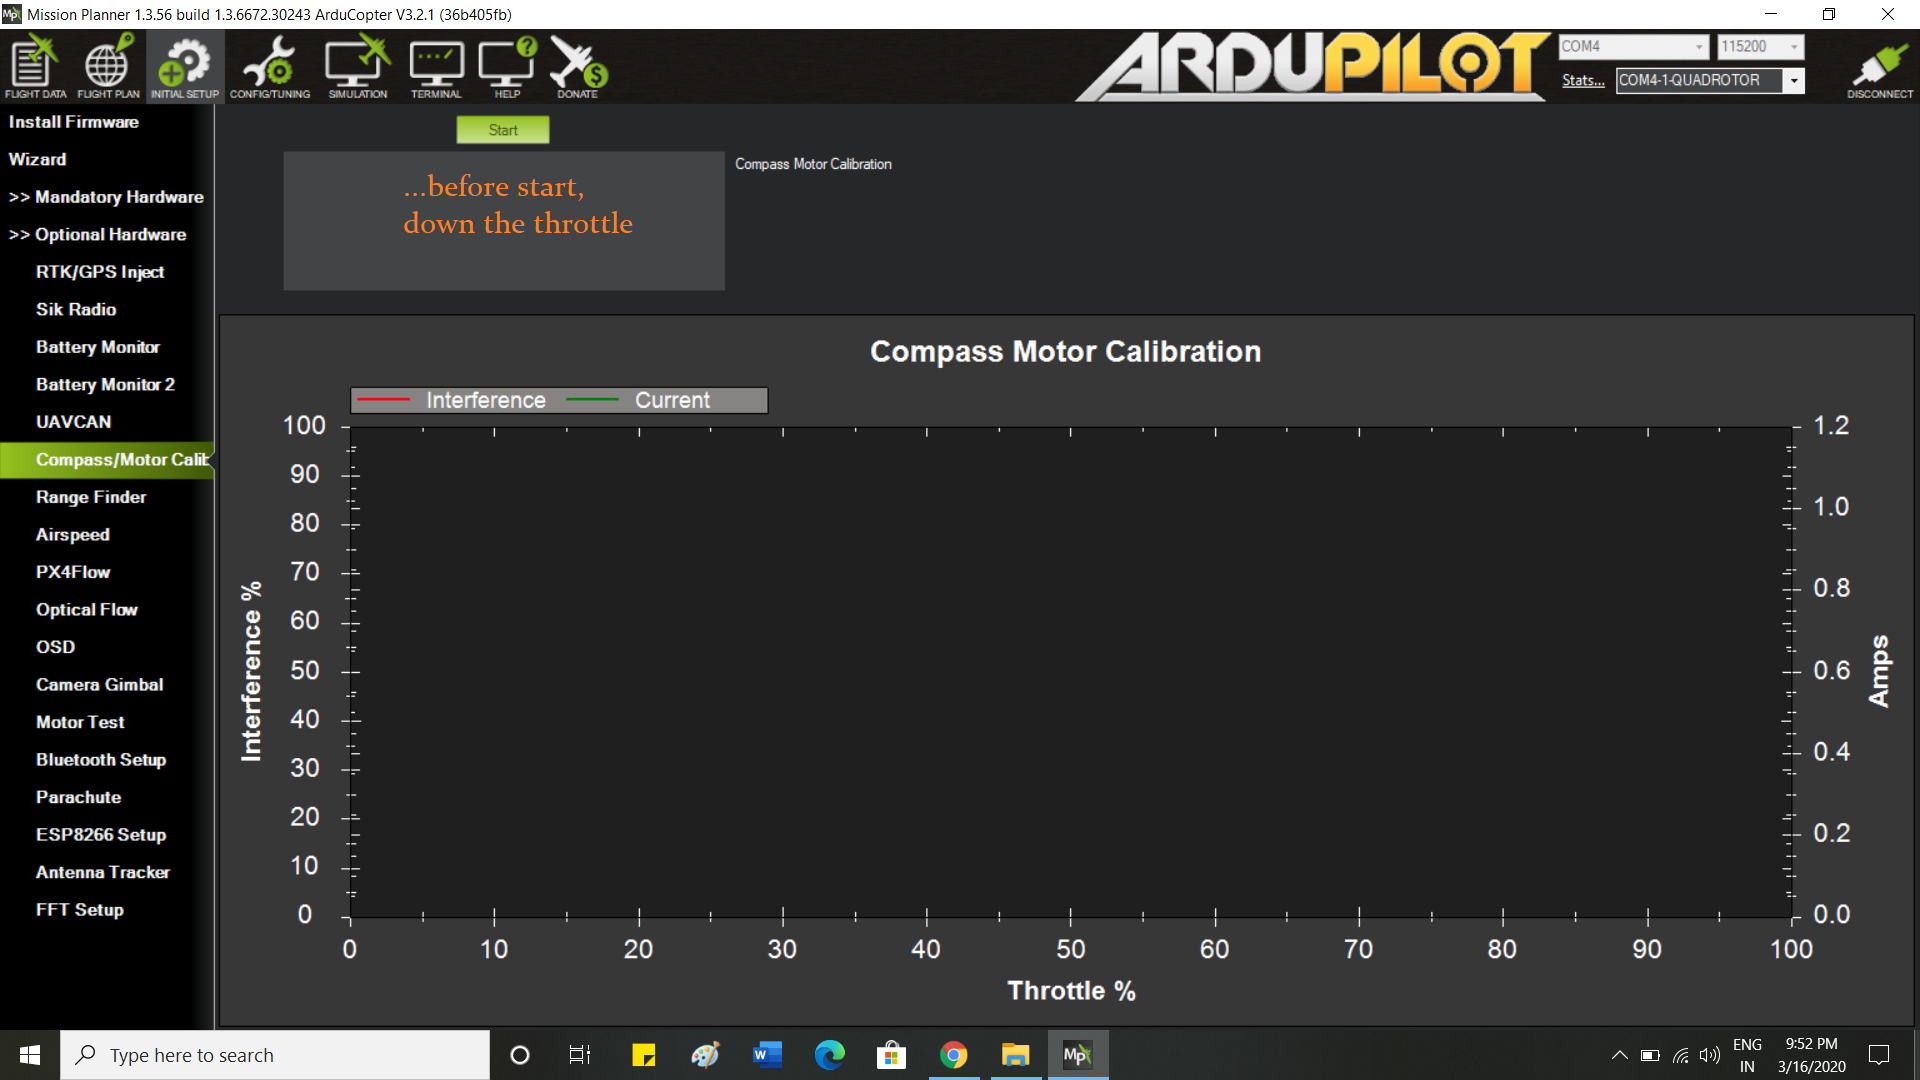 Mission Planner 1.3.56 build 1.3.6672.30243 ArduCopter V3.2.1 (36b405fb)
FLIGHT DATA
FLIGHT PLAN
INITIAL SETUP
CONFIG/TUNING
SIMULATION
TERMINAL
HELP
DONATE
ARDUPILOT
COM4
115200
Stats...
COM4-1-QUADROTOR
DISCONNECT
Install Firmware
Wizard
>> Mandatory Hardware
>> Optional Hardware
RTK/GPS Inject
Sik Radio
Battery Monitor
Battery Monitor 2
UAVCAN
Compass/Motor Calib
Range Finder
Airspeed
PX4Flow
Optical Flow
OSD
Camera Gimbal
Motor Test
Bluetooth Setup
Parachute
ESP8266 Setup
Antenna Tracker
FFT Setup
Start
...before start,
down the throttle
Compass Motor Calibration
Compass Motor Calibration
Interference
Current
100
90
80
70
60
50
40
30
20
10
0
Interference %
1.2
1.0
0.8
0.6
0.4
0.2
0.0
Amps
0 10 20 30 40 50 60 70 80 90 100
Throttle %
Type here to search
Mp
ENG
IN
9:52 PM
3/16/2020